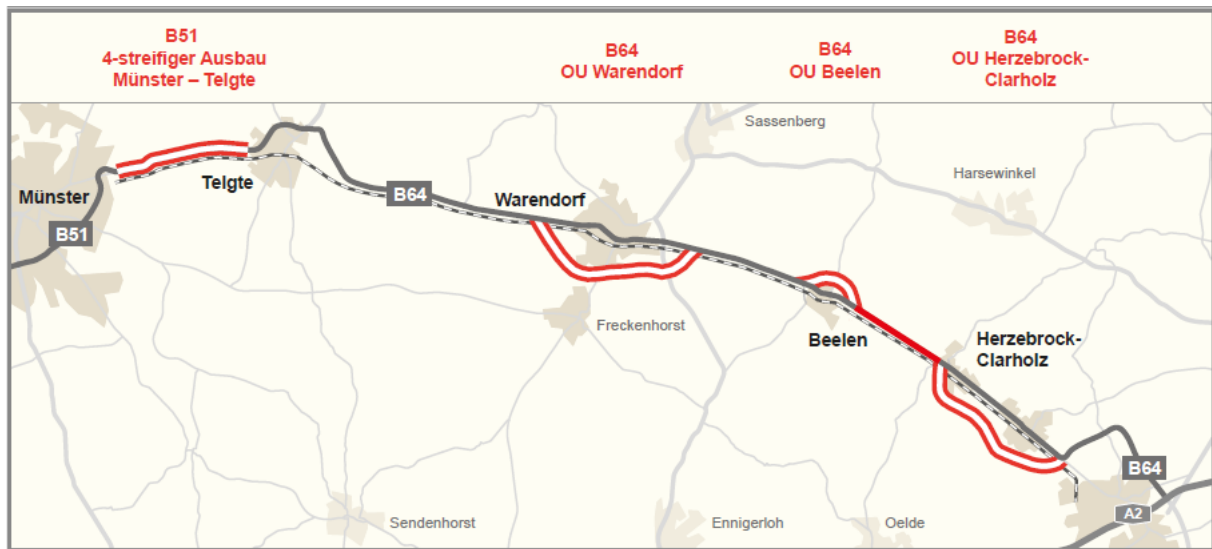 B51
4-streifiger Ausbau
Münster – Telgte
B64
OU Warendorf
B64
OU Beelen
B64
OU Herzebrock-
Clarholz
Sassenberg
Harsewinkel
Telgte
Münster
B64
Warendorf
B51
Freckenhorst
Beelen
Herzebrock-
Clarholz
B64
A2
Sendenhorst
Ennigerloh
Oelde